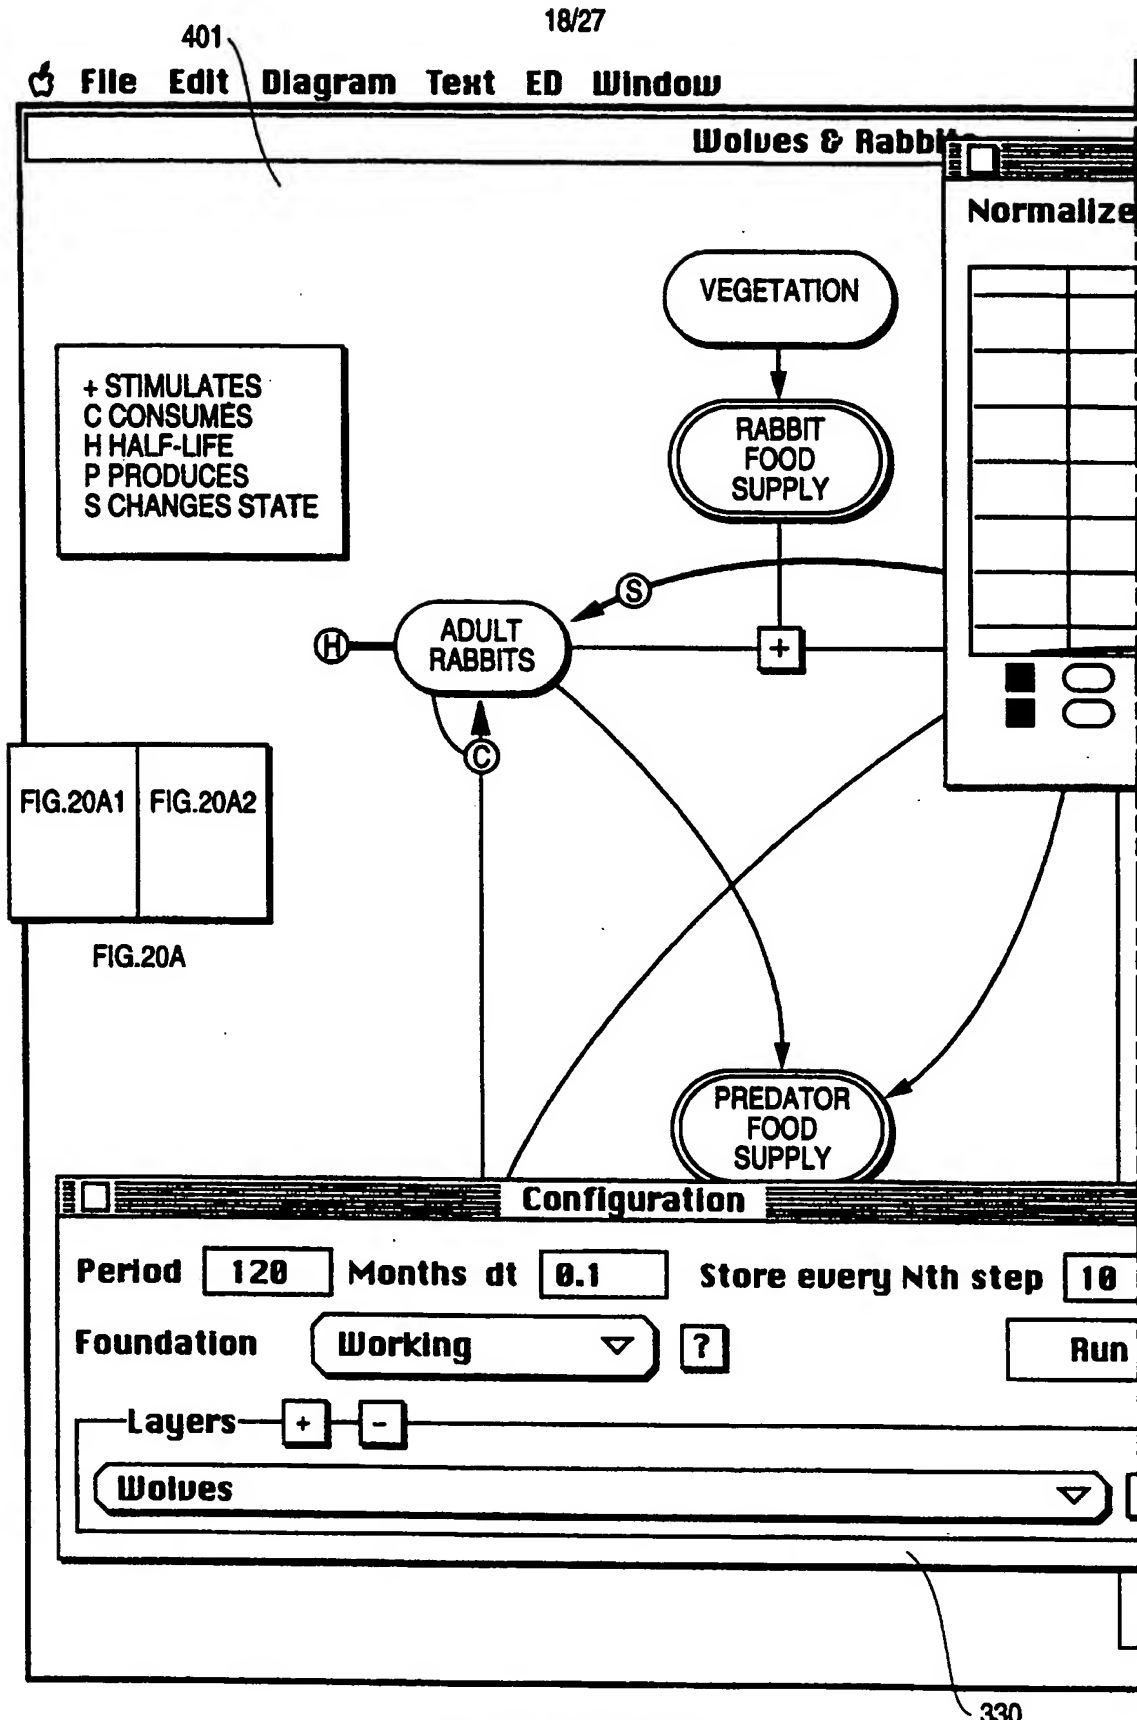 18/27
401
File Edit Diagram Text ED Window
Wolves & Rabbits
Normalize
VEGETATION
+ STIMULATES
C CONSUMES
H HALF-LIFE
P PRODUCES
S CHANGES STATE
RABBIT
FOOD
SUPPLY
S
H
ADULT
RABBITS
+
C
FIG.20A1 FIG.20A2
FIG.20A
PREDATOR
FOOD
SUPPLY
Configuration
Period 120 Months dt 0.1 Store every Nth step 10
Foundation Working ? Run
Layers + -
Wolves
330